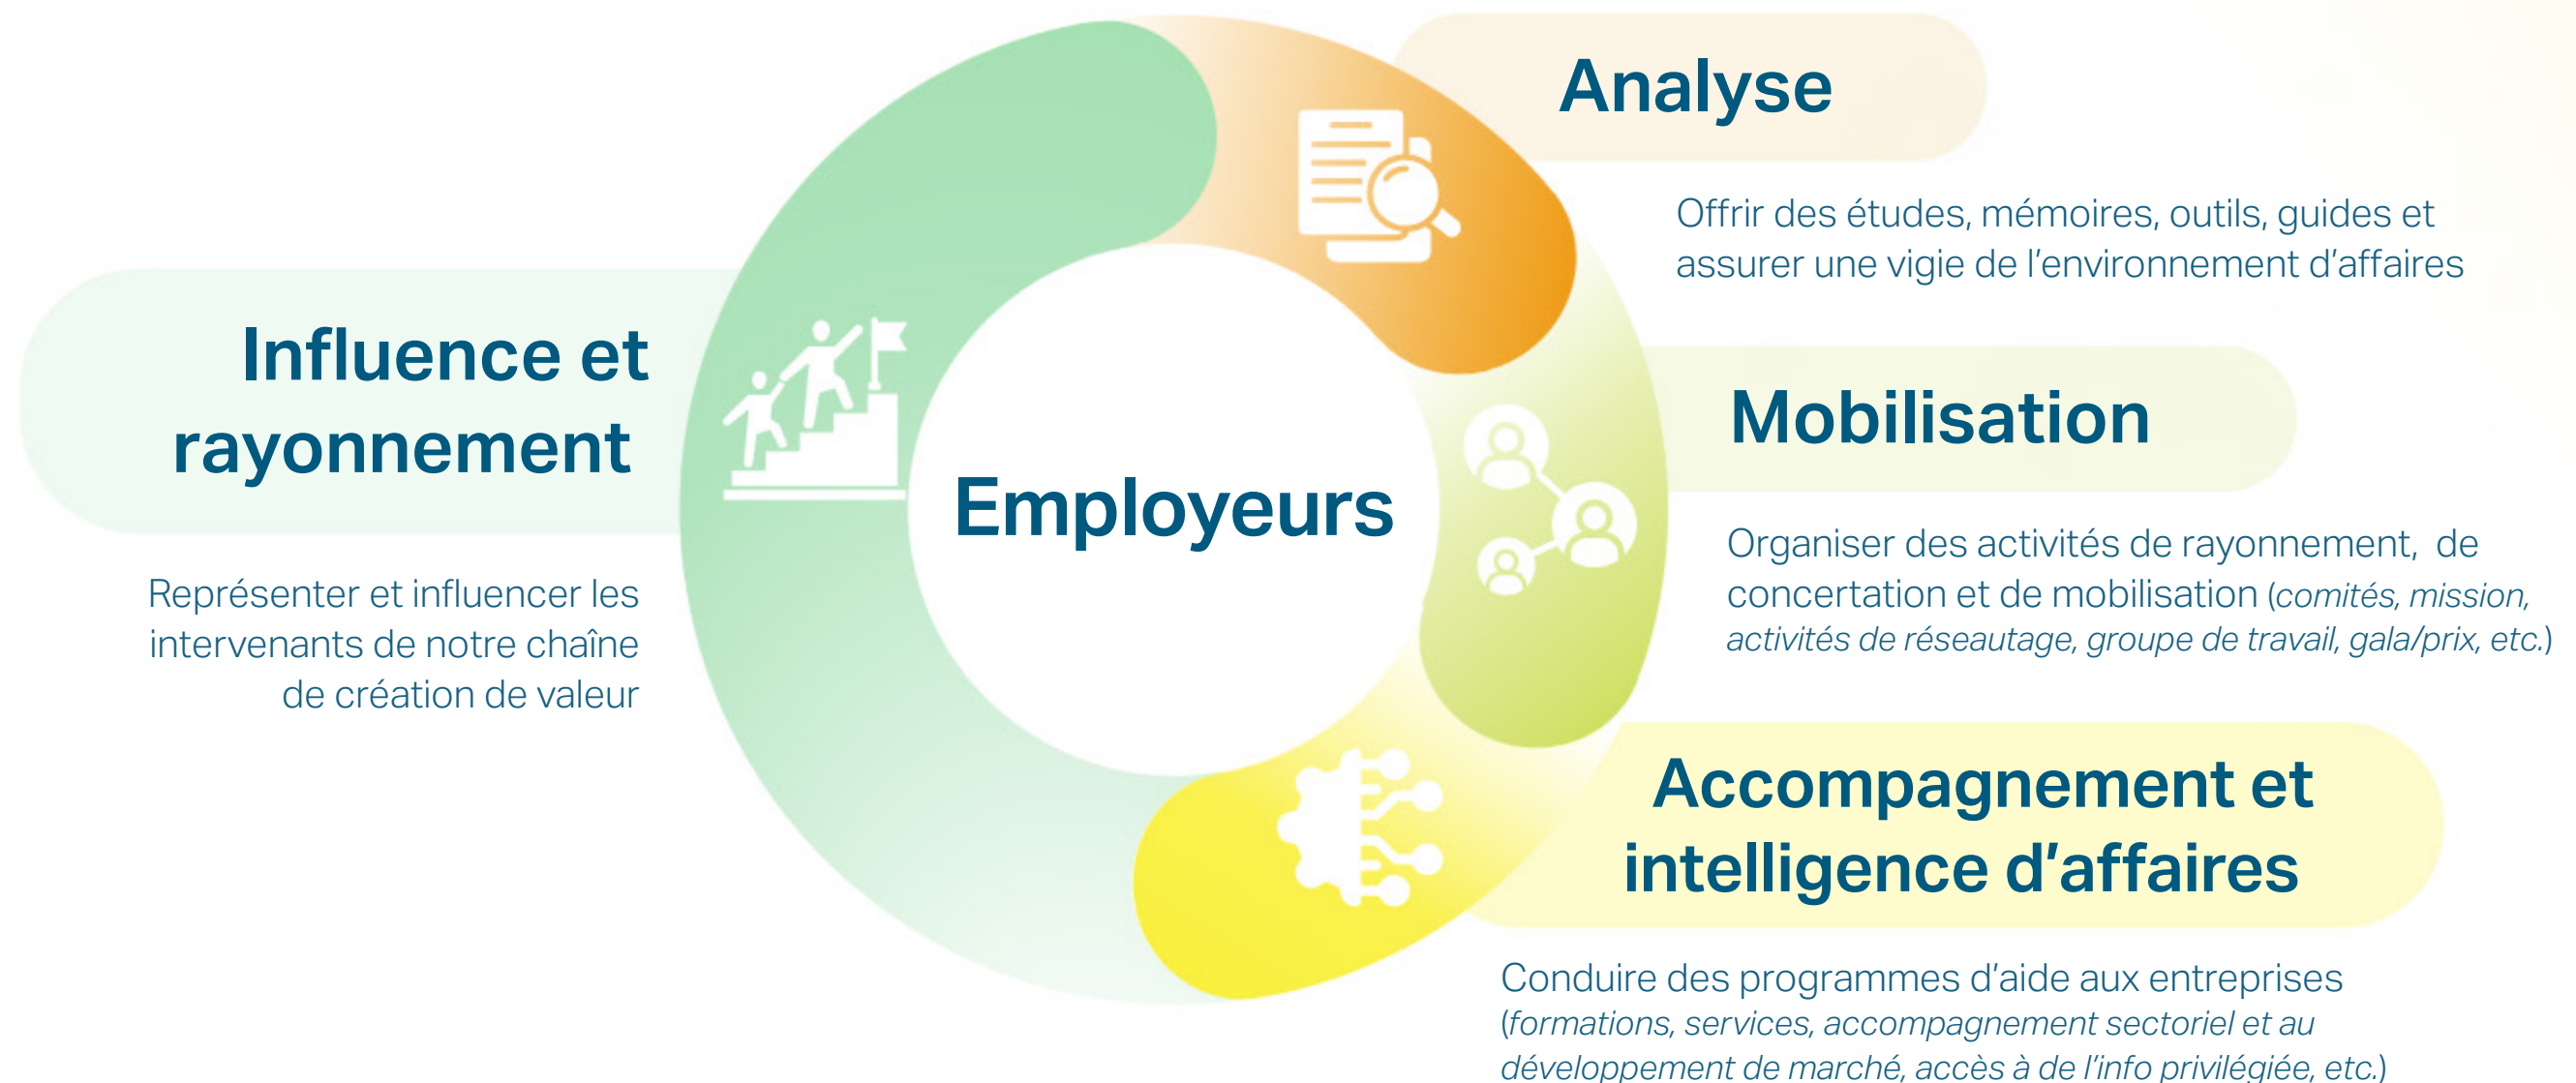 Analyse
Offrir des études, mémoires, outils, guides et
assurer une vigie de l'environnement d'affaires
Influence et
rayonnement
Représenter et influencer les
intervenants de notre chaîne
de création de valeur
Employeurs
Mobilisation
Organiser des activités de rayonnement, de
concertation et de mobilisation (comités, mission,
activités de réseautage, groupe de travail, gala/prix, etc.)
Accompagnement et
intelligence d'affaires
Conduire des programmes d'aide aux entreprises
(formations, services, accompagnement sectoriel et au
développement de marché, accès à de l'info privilégiée, etc.)